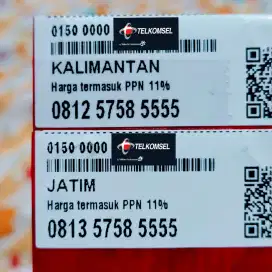 0150 0000 TELKOMSEL
KALIMANTAN
Harga termasuk PPN 11%
0812 5758 5555
0150 0000 TELKOMSEL
JATIM
Harga termasuk PPN 11%
0813 5758 5555